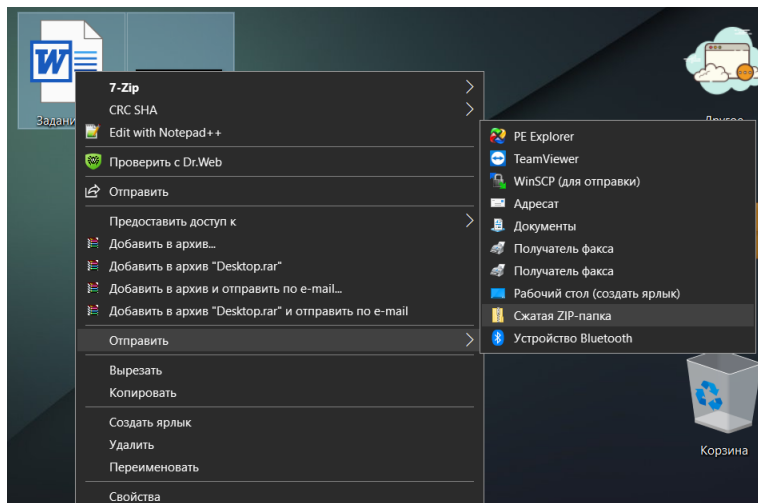 W
Задани
7-Zip
CRC SHA
Edit with Notepad++
Проверить с Dr.Web
Отправить
Предоставить доступ к
Добавить в архив...
Добавить в архив "Desktop.rar"
Добавить в архив и отправить по e-mail...
Добавить в архив "Desktop.rar" и отправить по e-mail
Отправить
Вырезать
Копировать
Создать ярлык
Удалить
Переименовать
Свойства
PE Explorer
TeamViewer
WinSCP (для отправки)
Адресат
Документы
Получатель факса
Получатель факса
Рабочий стол (создать ярлык)
Сжатая ZIP-папка
Устройство Bluetooth
Другое
Корзина